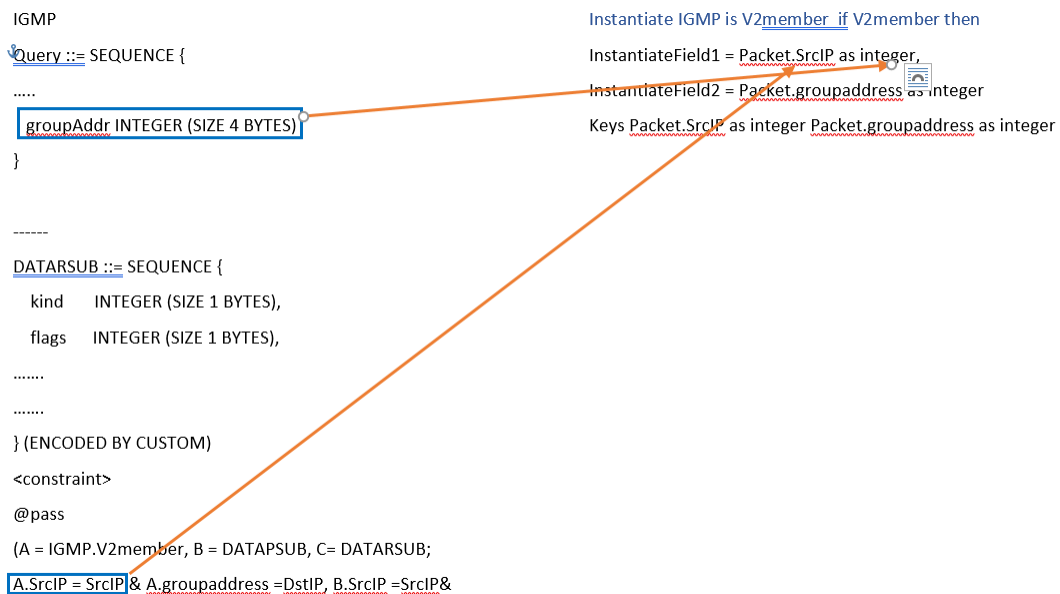 IGMP
Query ::= SEQUENCE {
…..
groupAddr INTEGER (SIZE 4 BYTES)
}
------
DATARSUB ::= SEQUENCE {
kind INTEGER (SIZE 1 BYTES),
flags INTEGER (SIZE 1 BYTES),
…….
…….
} (ENCODED BY CUSTOM)
<constraint>
@pass
(A = IGMP.V2member, B = DATAPSUB, C= DATARSUB;
A.SrcIP = SrcIP & A.groupaddress =DstIP, B.SrcIP =SrcIP&
Instantiate IGMP is V2member if V2member then
InstantiateField1 = Packet.SrcIP as integer,
InstantiateField2 = Packet.groupaddress as integer
Keys Packet.SrcIP as integer Packet.groupaddress as integer